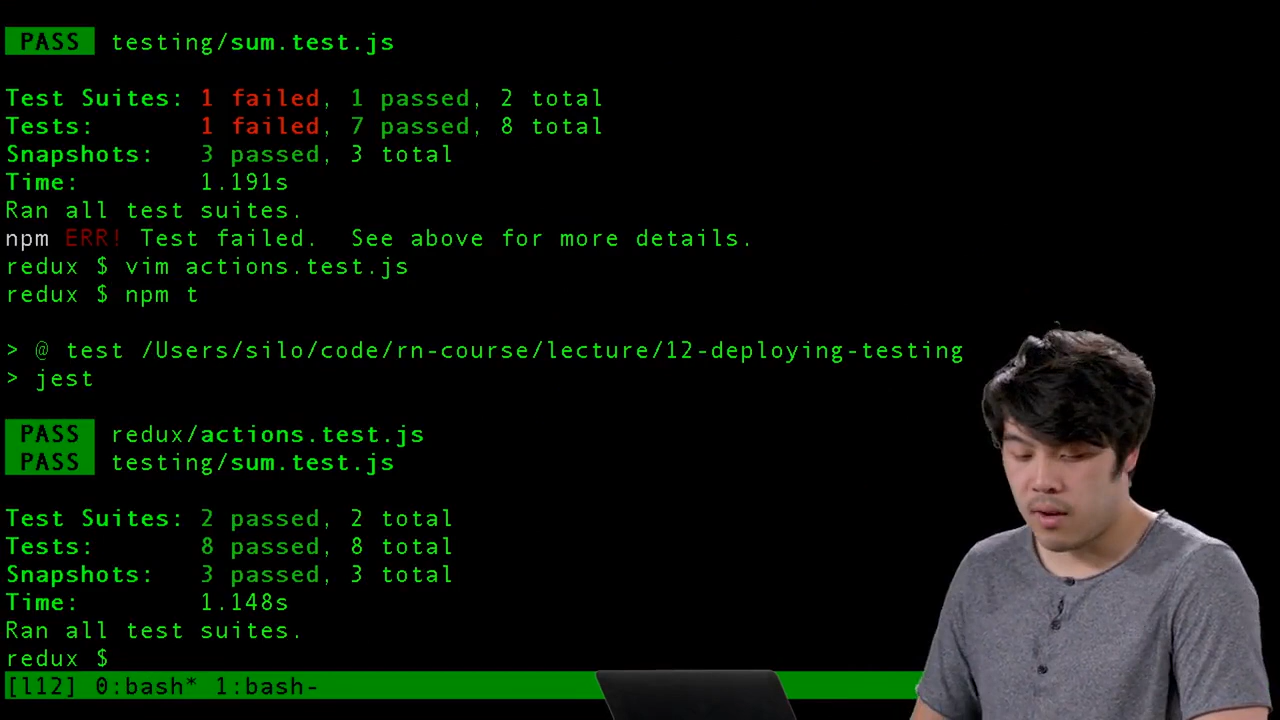 PASS testing/sum.test.js
Test Suites: 1 failed, 1 passed, 2 total
Tests: 1 failed, 7 passed, 8 total
Snapshots: 3 passed, 3 total
Time: 1.191s
Ran all test suites.
npm ERR! Test failed. See above for more details.
redux $ vim actions.test.js
redux $ npm t
> @ test /Users/silo/code/rn-course/lecture/12-deploying-testing
> jest
PASS redux/actions.test.js
PASS testing/sum.test.js
Test Suites: 2 passed, 2 total
Tests: 8 passed, 8 total
Snapshots: 3 passed, 3 total
Time: 1.148s
Ran all test suites.
redux $
[l12] 0:bash* 1:bash-